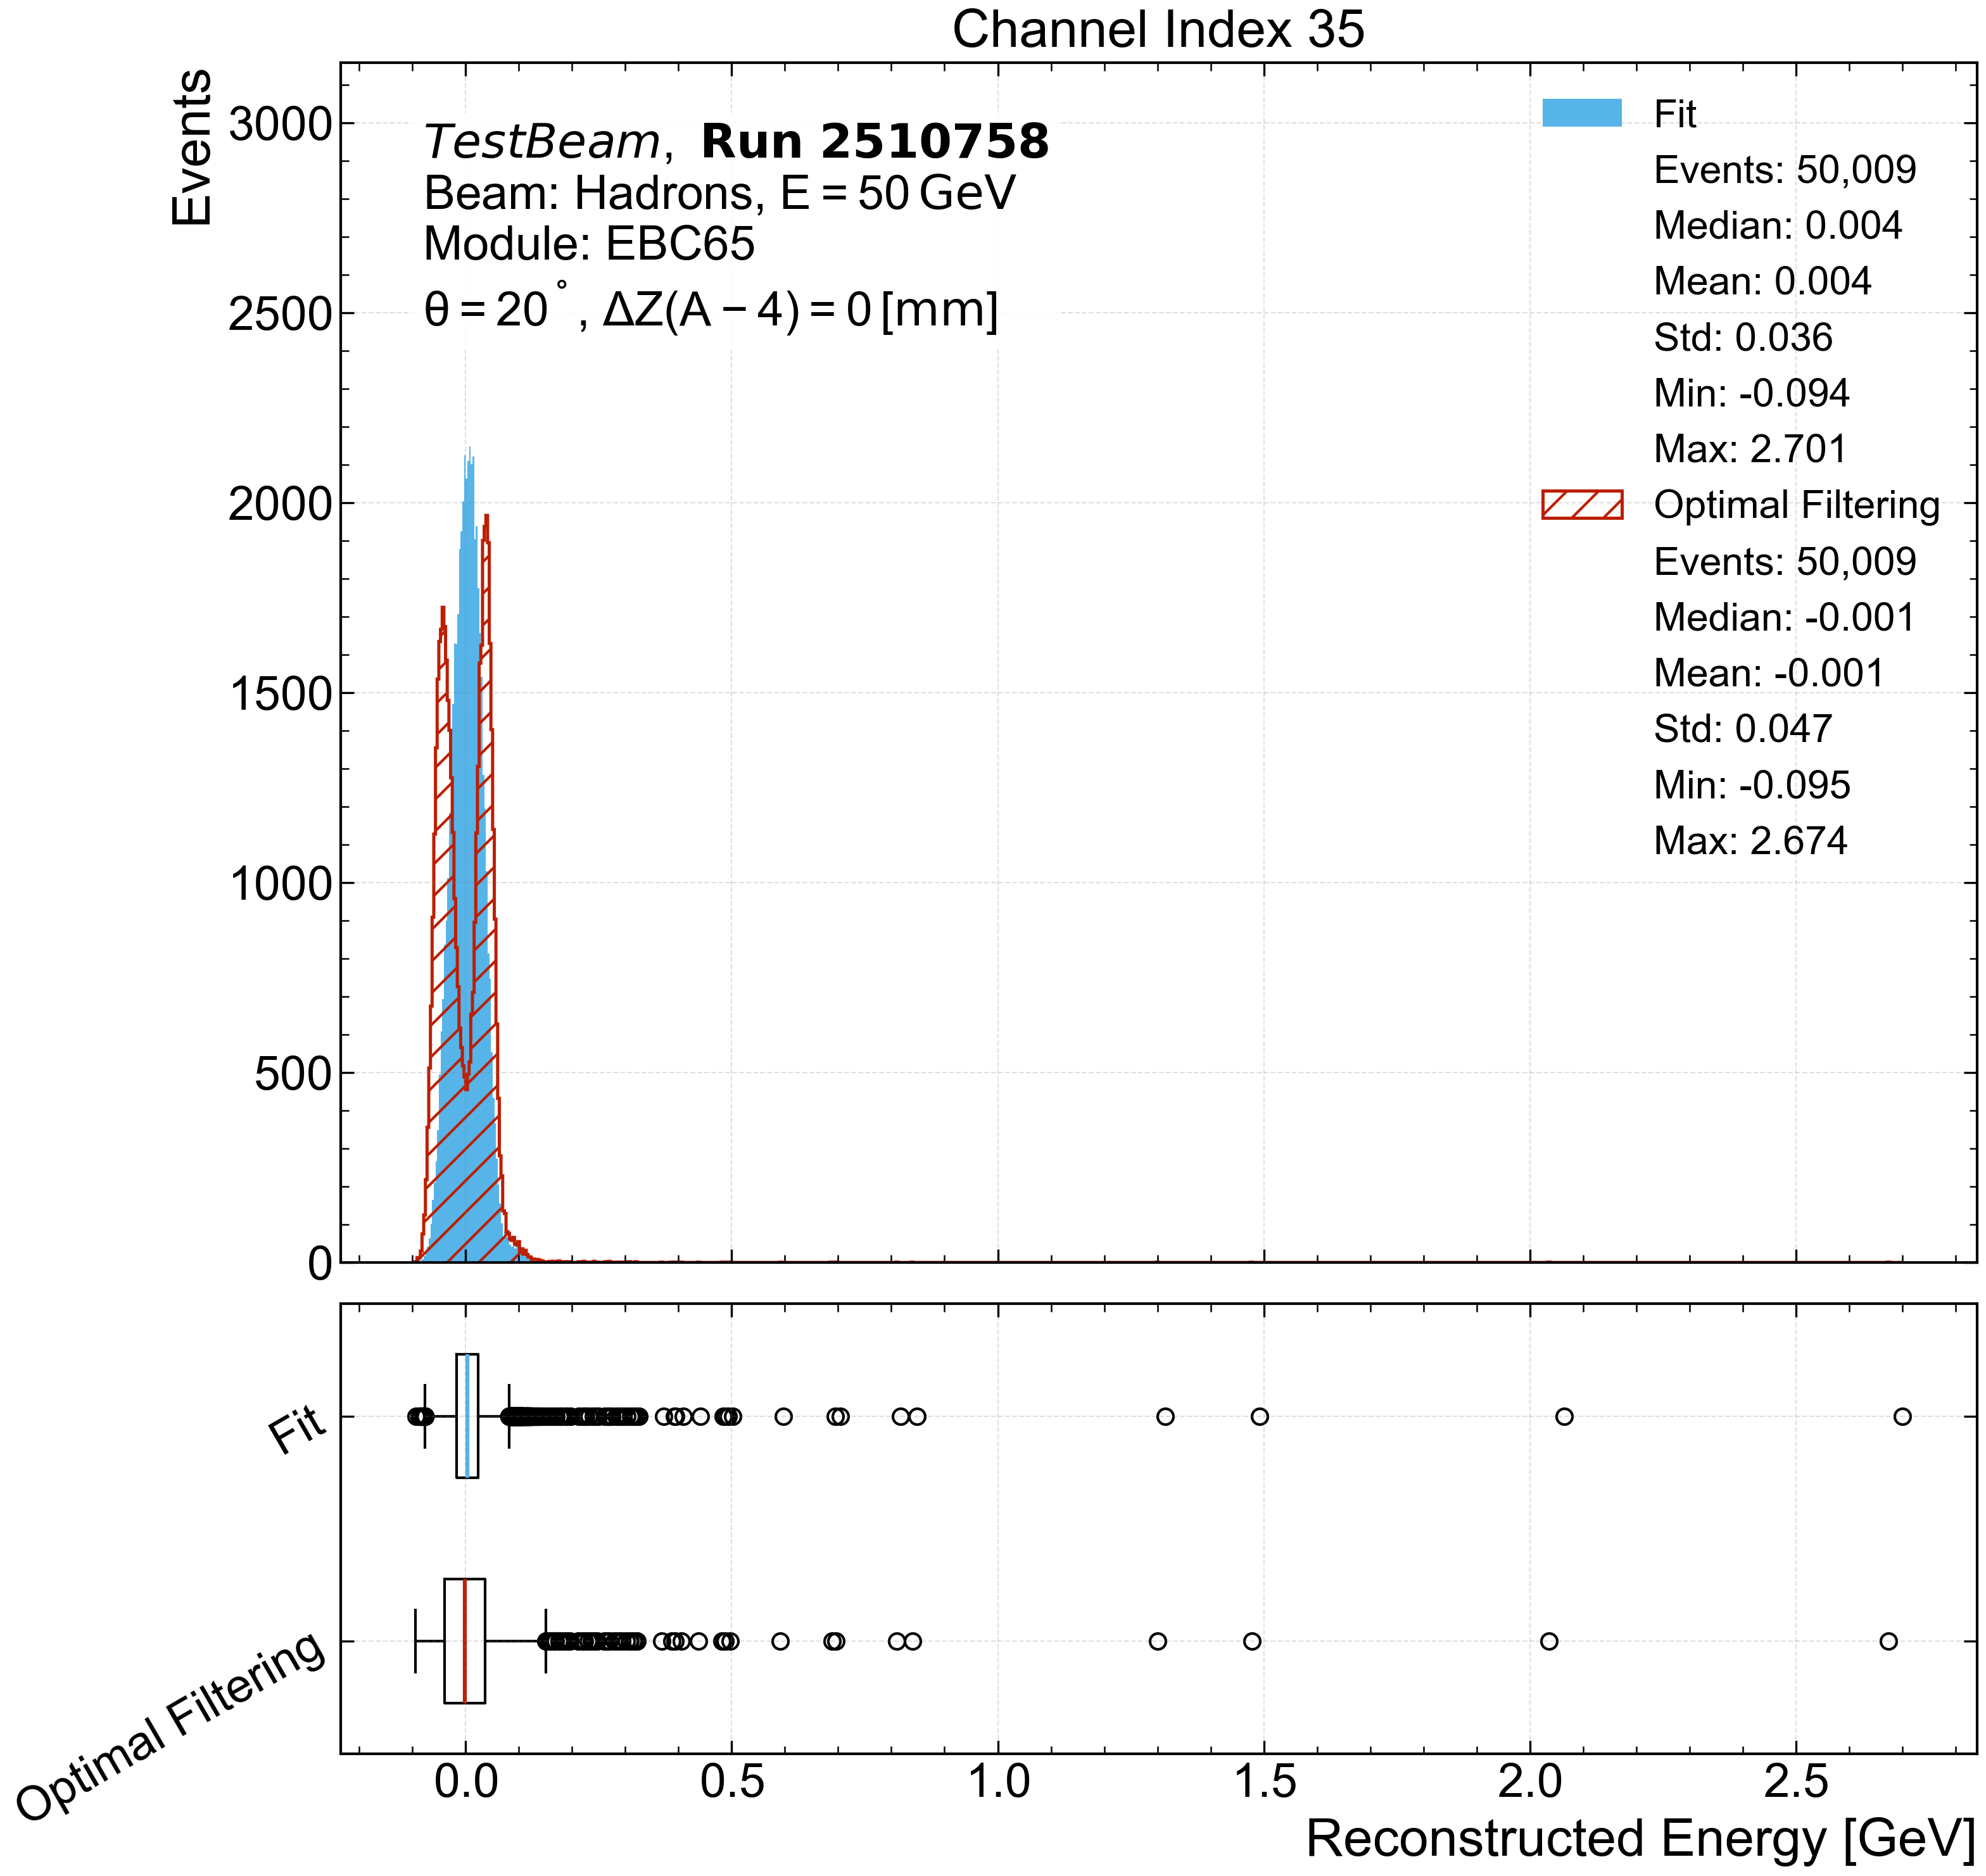 Channel Index 35
Events
3000
2500
2000
1500
1000
500
0
TestBeam, Run 2510758
Beam: Hadrons, E = 50 GeV
Module: EBC65
θ = 20°, ΔZ(A − 4) = 0 [mm]
Fit
Events: 50,009
Median: 0.004
Mean: 0.004
Std: 0.036
Min: -0.094
Max: 2.701
Optimal Filtering
Events: 50,009
Median: -0.001
Mean: -0.001
Std: 0.047
Min: -0.095
Max: 2.674
Fit
Optimal Filtering
0.0 0.5 1.0 1.5 2.0 2.5
Reconstructed Energy [GeV]